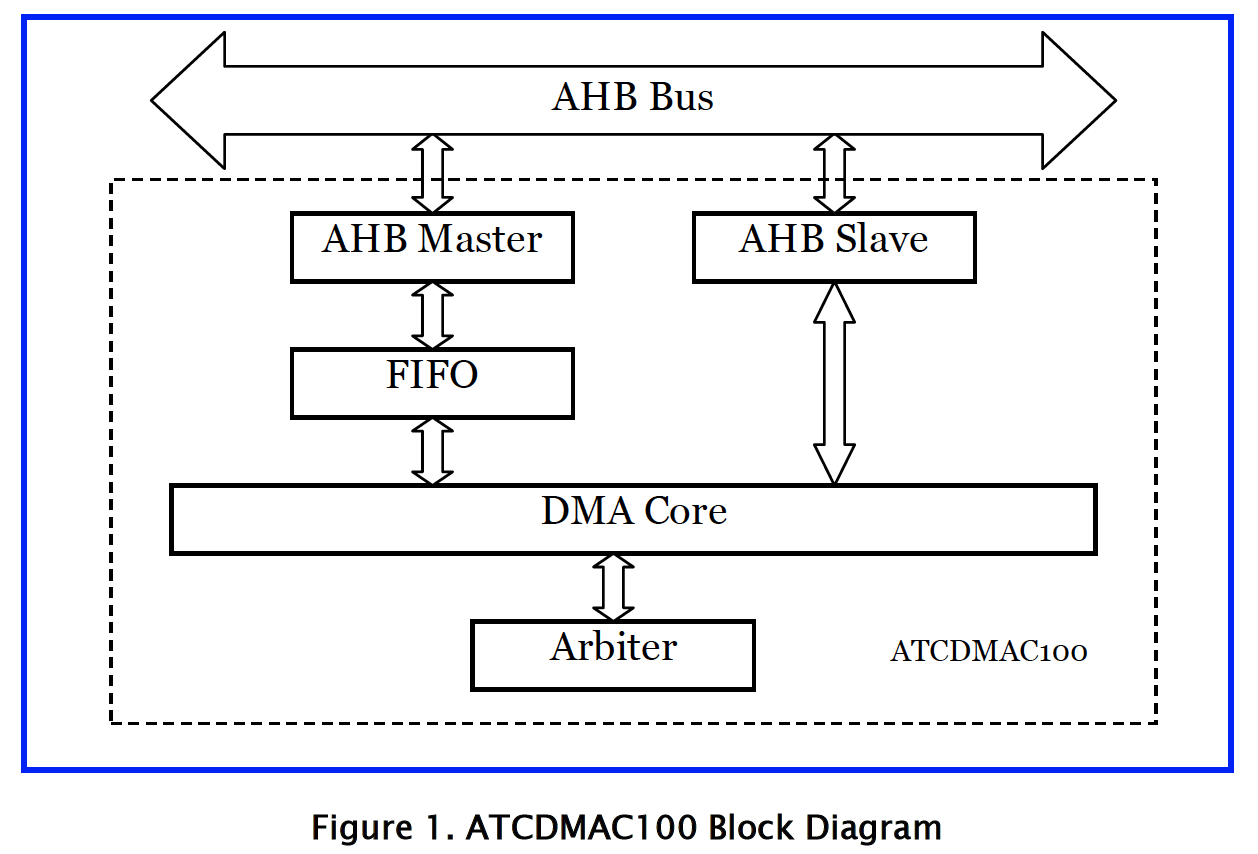 AHB Bus
AHB Master
AHB Slave
FIFO
DMA Core
Arbiter
ATCDMAC100
Figure 1. ATCDMAC100 Block Diagram